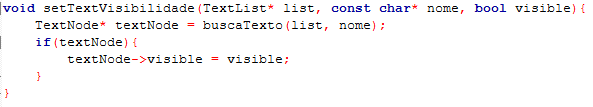 void setTextVisibilidade(TextList* list, const char* nome, bool visible){
    TextNode* textNode = buscaTexto(list, nome);
    if(textNode){
        textNode->visible = visible;
    }
}